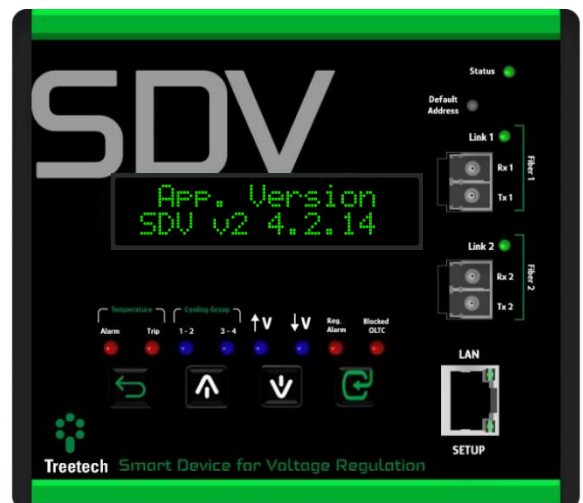 SDV
Status
Default
Address
Link 1
Rx 1
Tx 1
Fiber 1
App. Version
SDV v2 4.2.14
Link 2
Rx 2
Tx 2
Fiber 2
Temperature
Cooling Group
Alarm
Trip
1 - 2
3 - 4
↑V
↓V
Reg.
Alarm
Blocked
OLTC
LAN
SETUP
Treetech Smart Device for Voltage Regulation